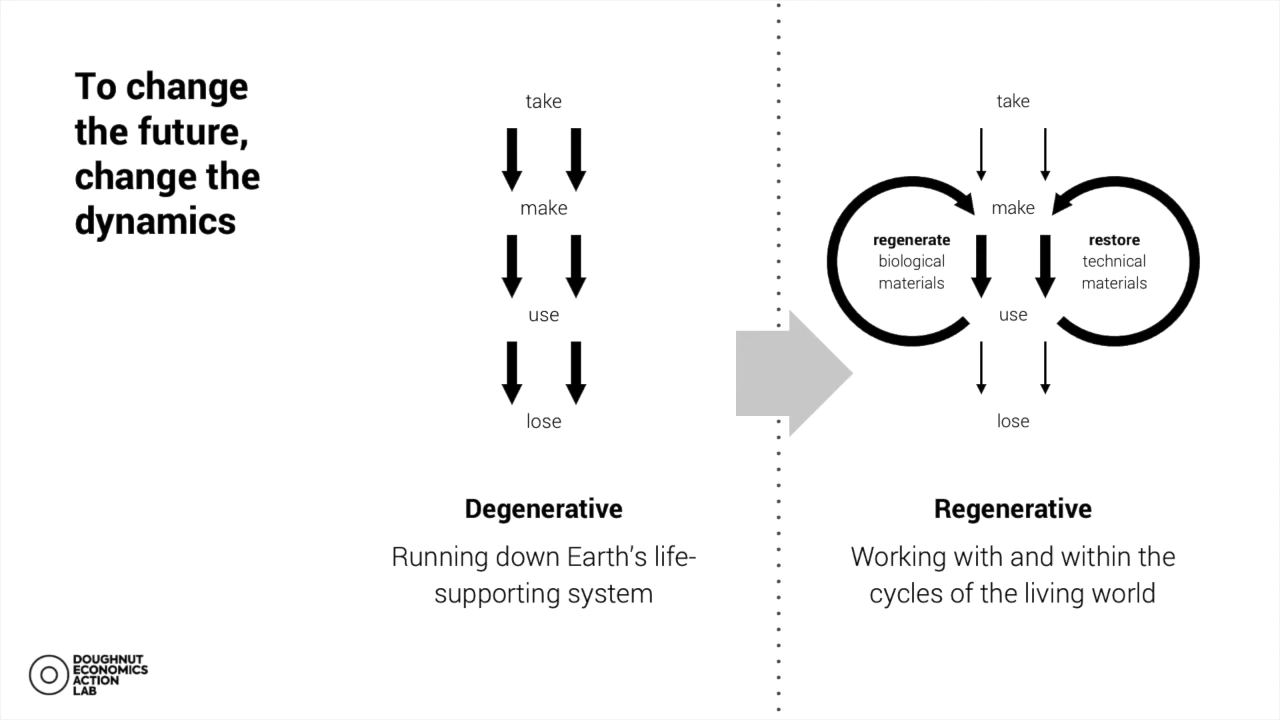 To change
the future,
change the
dynamics
take
make
use
lose
Degenerative
Running down Earth's life-
supporting system
take
make
regenerate
biological
materials
restore
technical
materials
use
lose
Regenerative
Working with and within the
cycles of the living world
DOUGHNUT
ECONOMICS
ACTION
LAB